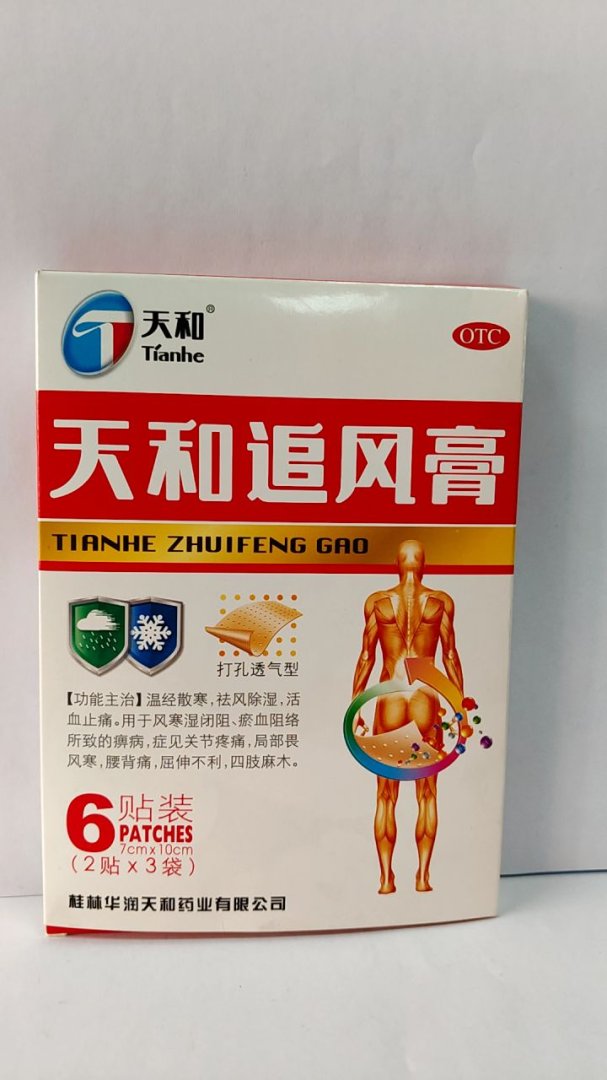 天和®
Tianhe
OTC
天和追风膏
TIANHE ZHUIFENG GAO
打孔透气型
【功能主治】温经散寒,祛风除湿,活
血止痛。用于风寒湿闭阻、瘀血阻络
所致的痹病,症见关节疼痛,局部畏
风寒,腰背痛,屈伸不利,四肢麻木。
6贴装
PATCHES
7cmx10cm
(2贴x3袋)
桂林华润天和药业有限公司